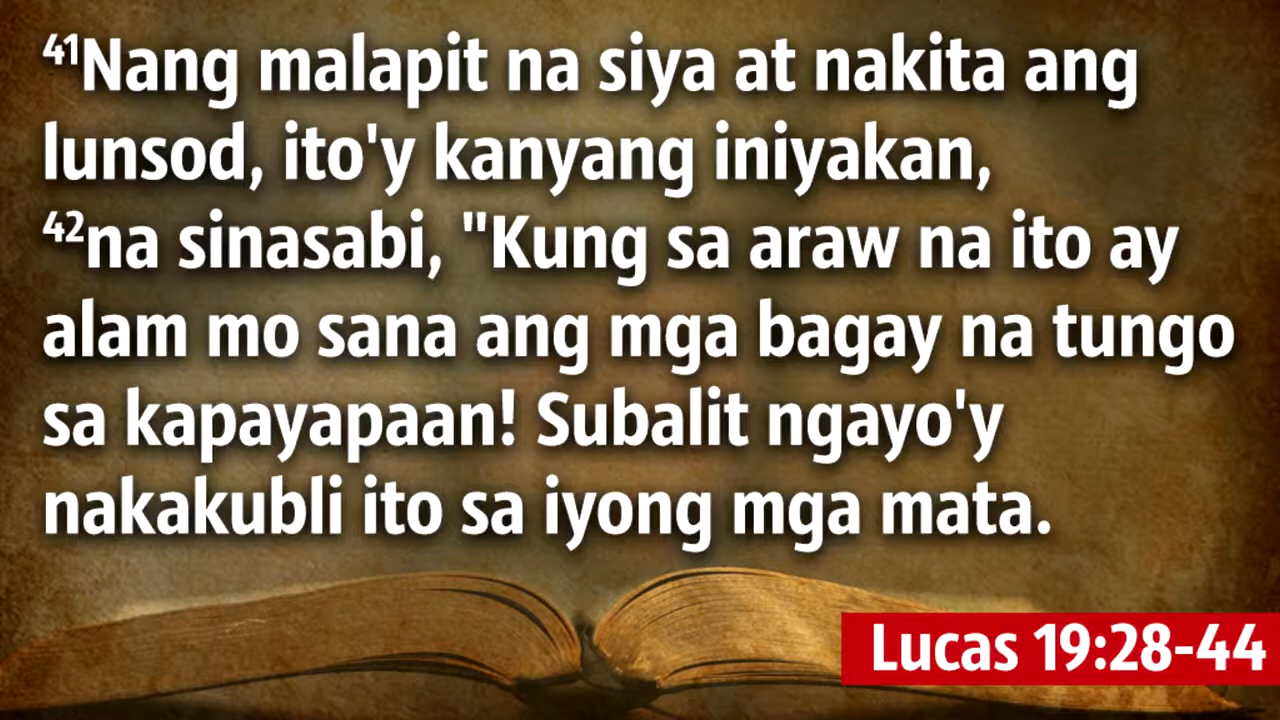 ⁴¹Nang malapit na siya at nakita ang
lunsod, ito'y kanyang iniyakan,
⁴²na sinasabi, "Kung sa araw na ito ay
alam mo sana ang mga bagay na tungo
sa kapayapaan! Subalit ngayo'y
nakakubli ito sa iyong mga mata.
Lucas 19:28-44